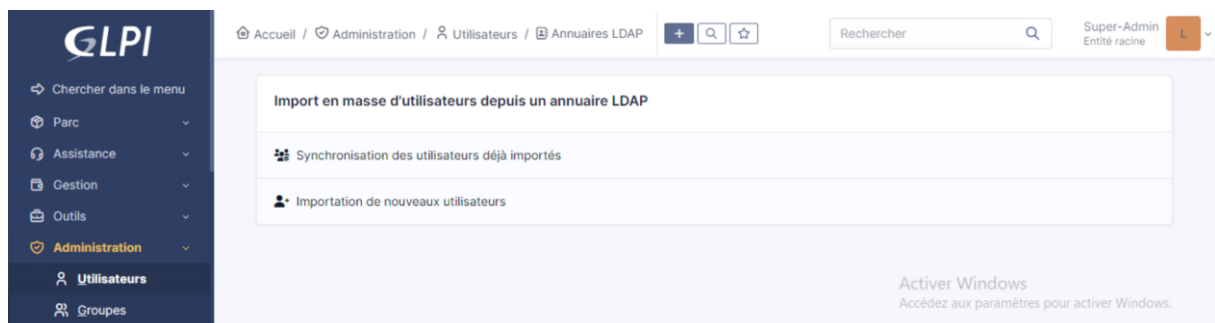 GLPI
Accueil / Administration / Utilisateurs / Annuaires LDAP
Rechercher
Super-Admin
Entité racine
L
Chercher dans le menu
Parc
Assistance
Gestion
Outils
Administration
Utilisateurs
Groupes
Import en masse d'utilisateurs depuis un annuaire LDAP
Synchronisation des utilisateurs déjà importés
Importation de nouveaux utilisateurs
Activer Windows
Accédez aux paramètres pour activer Windows.